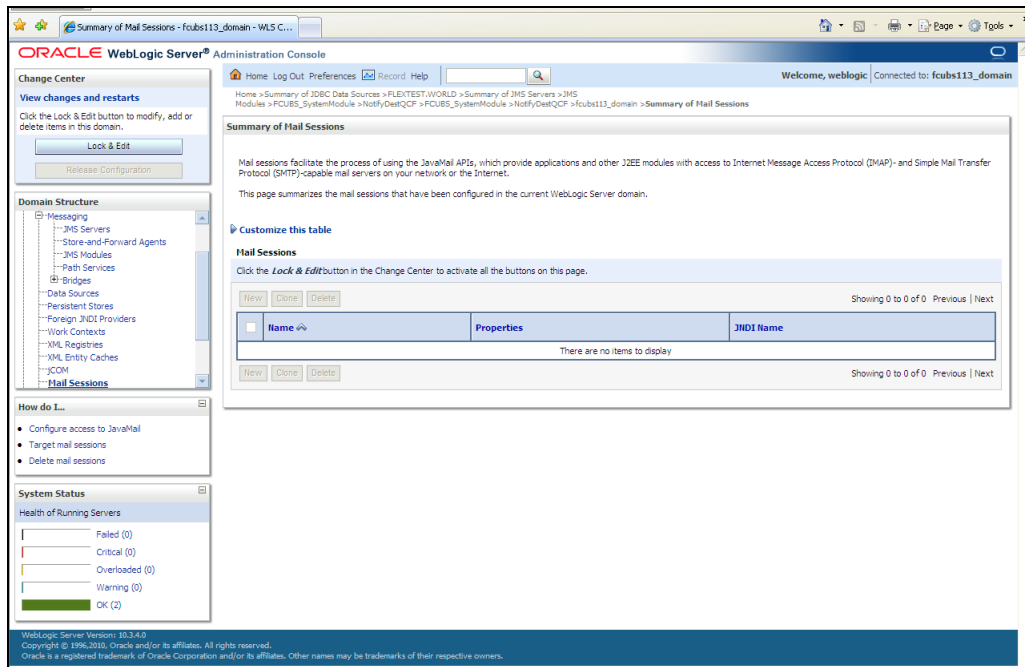 Summary of Mail Sessions - fcubs113_domain - WLS C...
Page
Tools
ORACLE WebLogic Server® Administration Console
Change Center
View changes and restarts
Click the Lock & Edit button to modify, add or
delete items in this domain.
Lock & Edit
Release Configuration
Domain Structure
Messaging
JMS Servers
Store-and-Forward Agents
JMS Modules
Path Services
Bridges
Data Sources
Persistent Stores
Foreign JNDI Providers
Work Contexts
XML Registries
XML Entity Caches
jCOM
Mail Sessions
How do I...
Configure access to JavaMail
Target mail sessions
Delete mail sessions
System Status
Health of Running Servers
Failed (0)
Critical (0)
Overloaded (0)
Warning (0)
OK (2)
Home Log Out Preferences Record Help
Welcome, weblogic Connected to: fcubs113_domain
Home >Summary of JDBC Data Sources >FLEXTEST.WORLD >Summary of JMS Servers >JMS
Modules >FCUBS_SystemModule >NotifyDestQCF >FCUBS_SystemModule >NotifyDestQCF >fcubs113_domain >Summary of Mail Sessions
Summary of Mail Sessions
Mail sessions facilitate the process of using the JavaMail APIs, which provide applications and other J2EE modules with access to Internet Message Access Protocol (IMAP)- and Simple Mail Transfer
Protocol (SMTP)-capable mail servers on your network or the Internet.
This page summarizes the mail sessions that have been configured in the current WebLogic Server domain.
Customize this table
Mail Sessions
Click the Lock & Edit button in the Change Center to activate all the buttons on this page.
New Clone Delete
Showing 0 to 0 of 0 Previous | Next
Name Properties JNDI Name
There are no items to display
New Clone Delete
Showing 0 to 0 of 0 Previous | Next
WebLogic Server Version: 10.3.4.0
Copyright © 1996,2010, Oracle and/or its affiliates. All rights reserved.
Oracle is a registered trademark of Oracle Corporation and/or its affiliates. Other names may be trademarks of their respective owners.